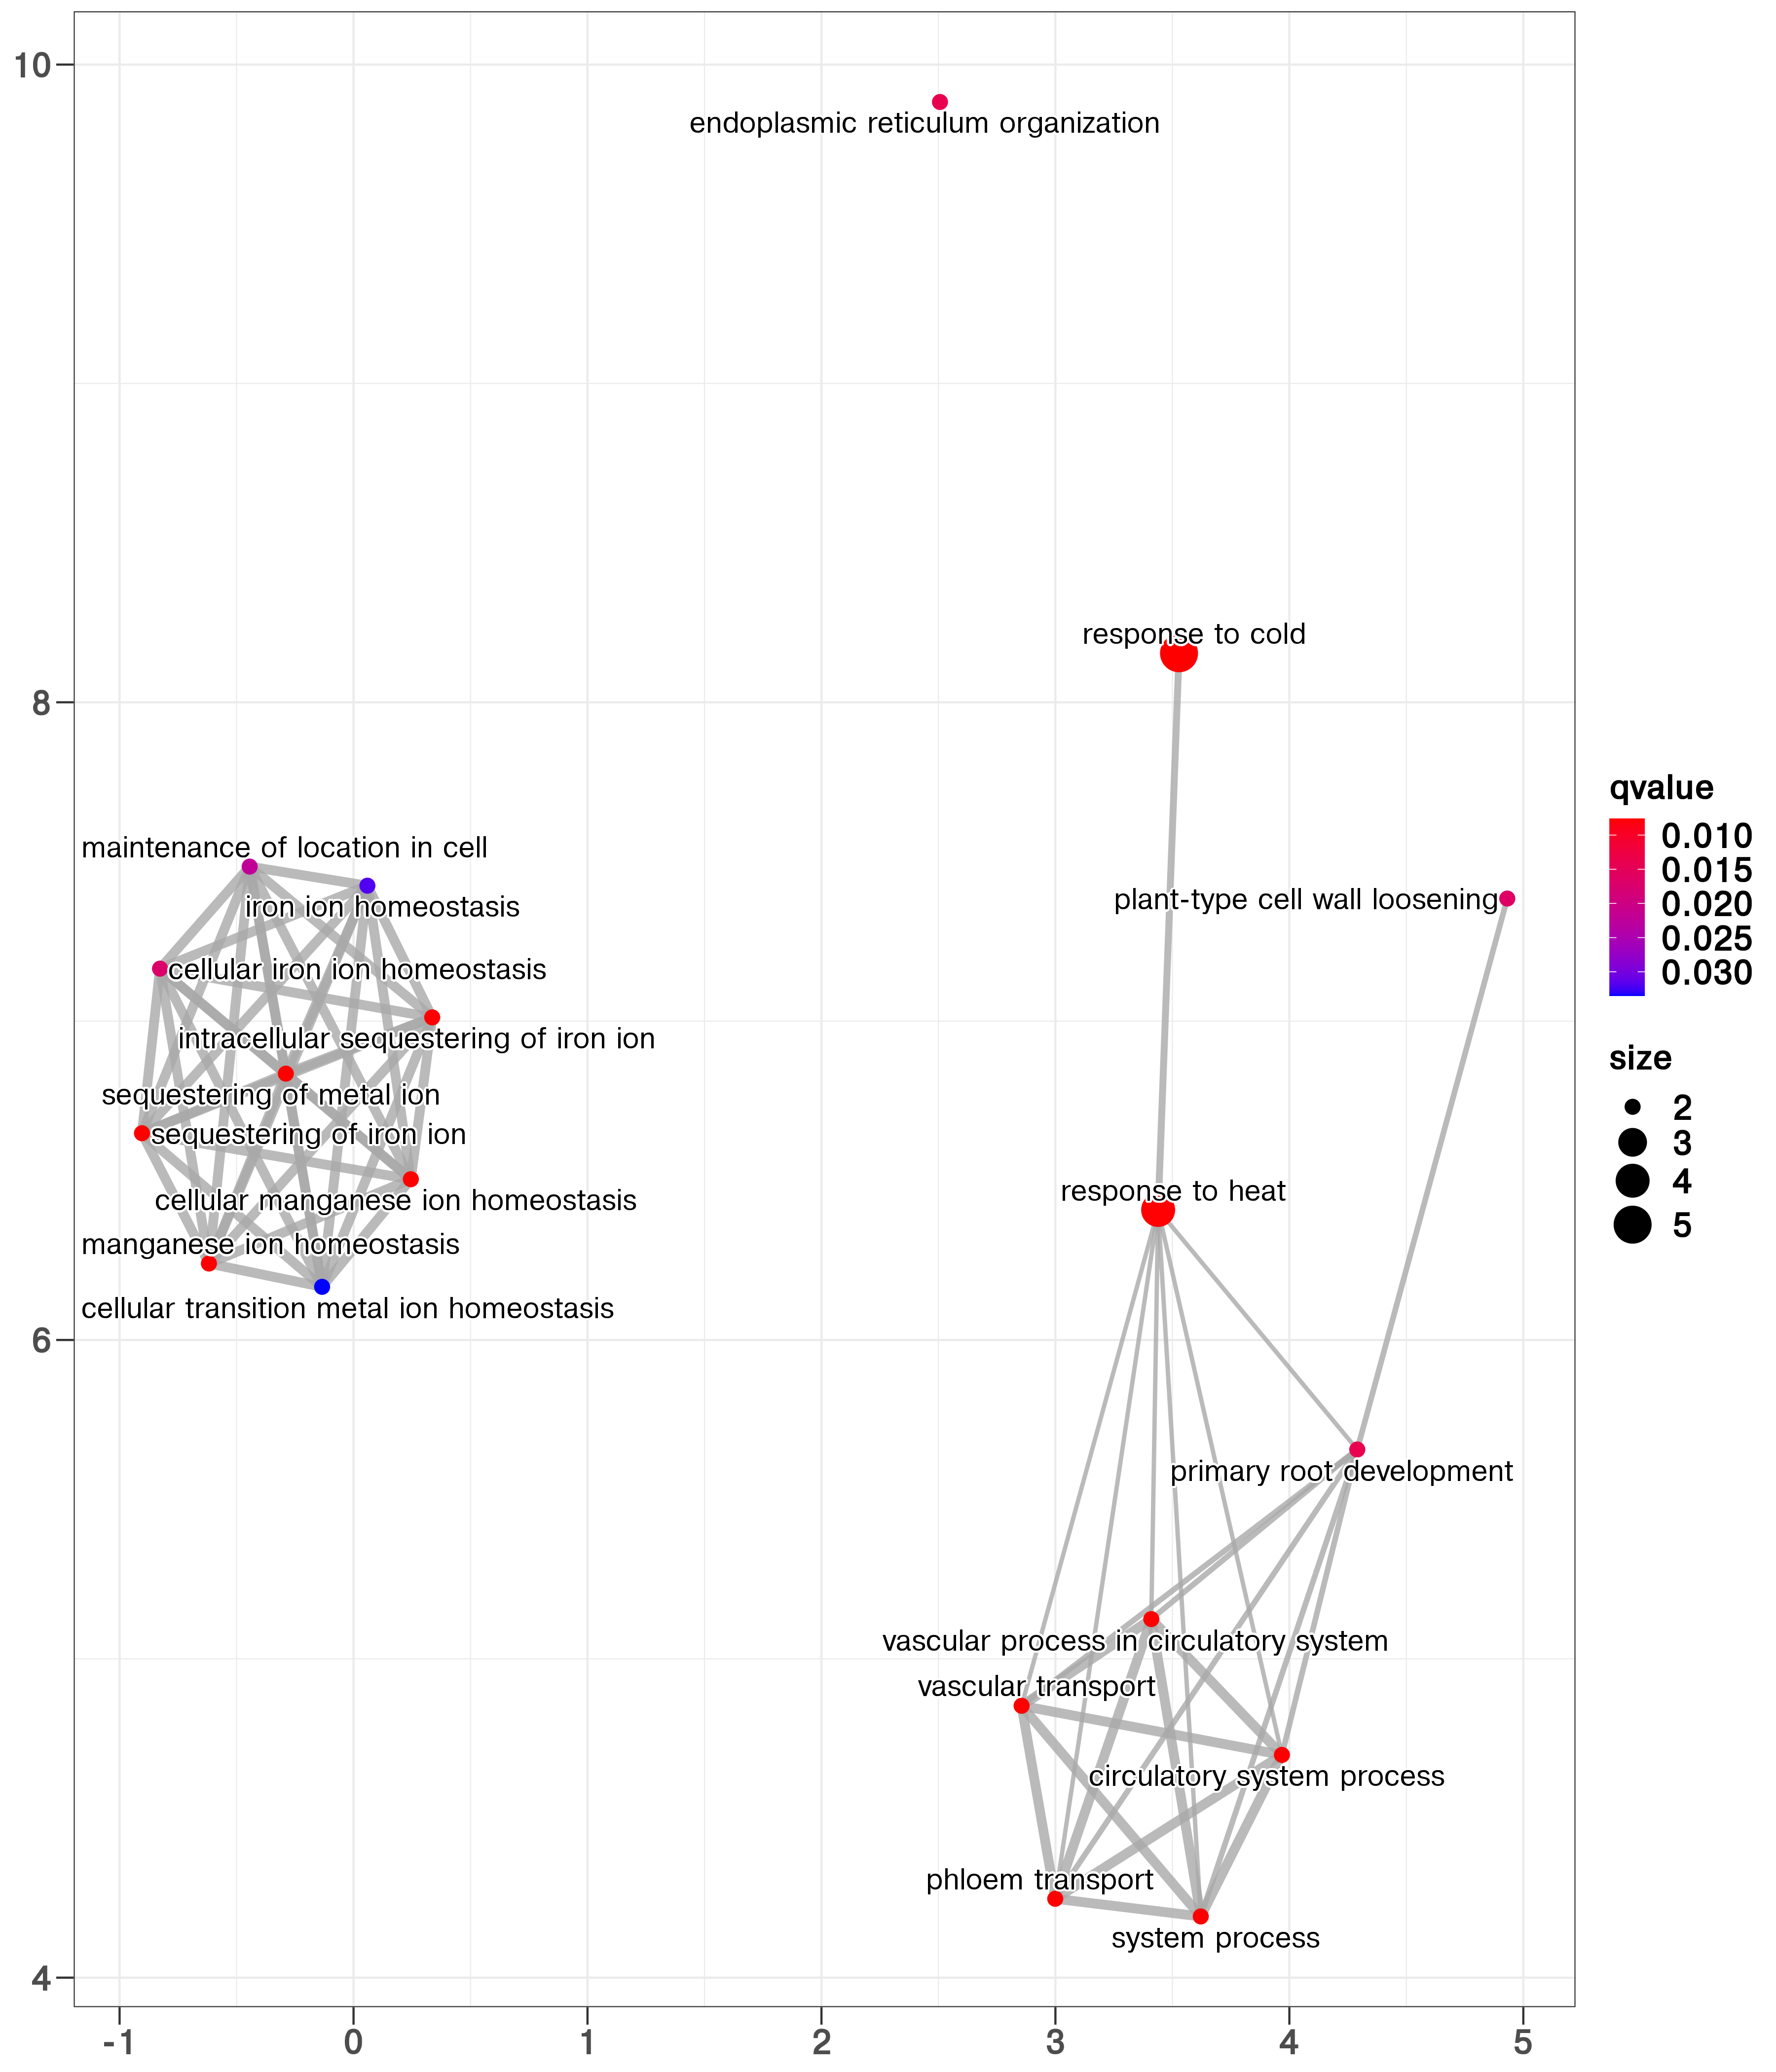 10
endoplasmic reticulum organization
response to cold
8
qvalue
0.010
maintenance of location in cell
0.015
plant-type cell wall loosening
0.020
iron ion homeostasis
0.025
cellular iron ion homeostasis
0.030
intracellular sequestering of iron ion
size
sequestering of metal ion
2
sequestering of iron ion
3
response to heat
4
cellular manganese ion homeostasis
5
manganese ion homeostasis
cellular transition metal ion homeostasis
6
primary root development
vascular process in circulatory system
vascular transport
circulatory system process
phloem transport
system process
4
-1 0 1 2 3 4 5